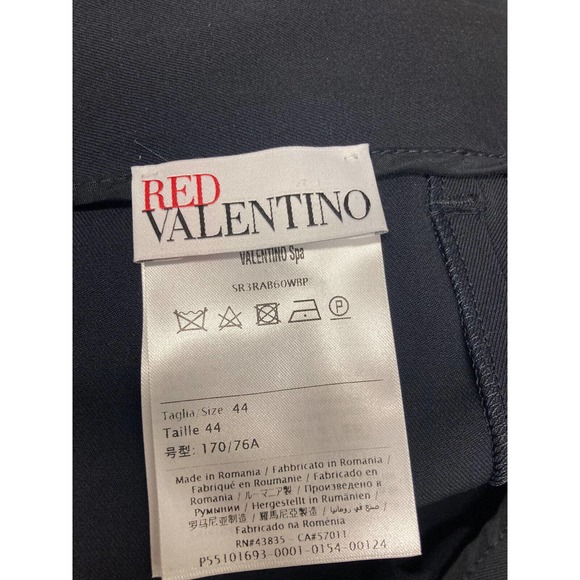 RED
VALENTINO
VALENTINO Spa
SR3RAB60WBP
P
Taglia/Size 44
Taille 44
号型: 170/76A
Made in Romania / Fabbricato in Romania /
Fabriqué en Roumanie / Fabricado en
Romania / ルーマニア製 / Произведено в
Румынии / Hergestellt in Rumänien /
罗马尼亚制造 / 羅馬尼亞製造 / صنع في رومانيا /
Fabricado na Roménia
RN#43835 - CA#57011
P55101693-0001-0154-00124